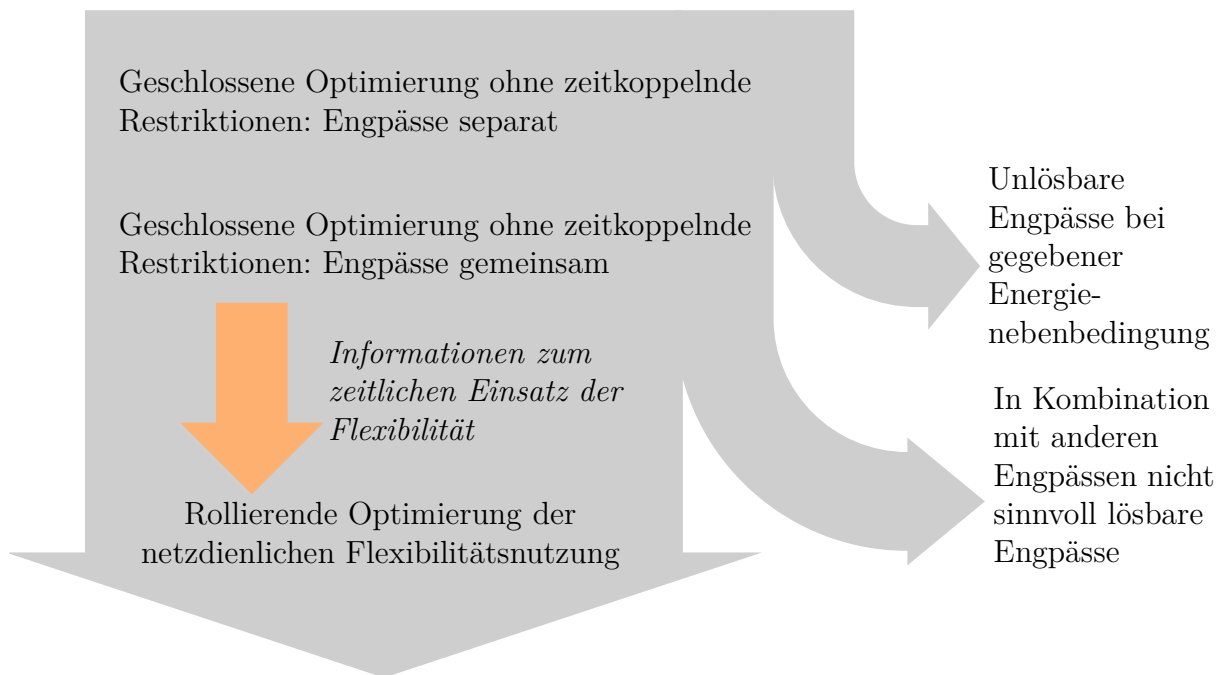 Geschlossene Optimierung ohne zeitkoppelnde
Restriktionen: Engpässe separat
Geschlossene Optimierung ohne zeitkoppelnde
Restriktionen: Engpässe gemeinsam
Informationen zum
zeitlichen Einsatz der
Flexibilität
Rollierende Optimierung der
netzdienlichen Flexibilitätsnutzung
Unlösbare
Engpässe bei
gegebener
Energie-
nebenbedingung
In Kombination
mit anderen
Engpässen nicht
sinnvoll lösbare
Engpässe